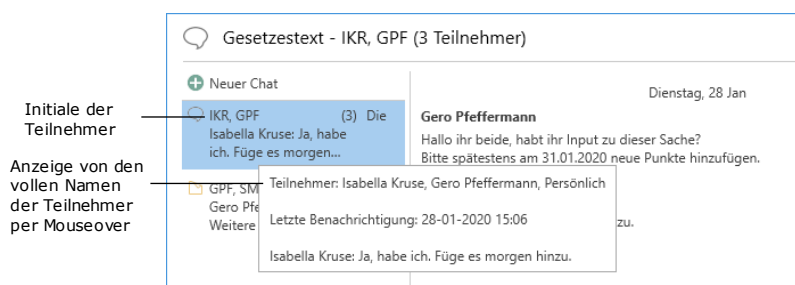 Gesetzestext - IKR, GPF (3 Teilnehmer)
Neuer Chat
IKR, GPF (3) Die
Isabella Kruse: Ja, habe
ich. Füge es morgen...
GPF, SM
Gero Pfe
Weitere
Dienstag, 28 Jan
Gero Pfeffermann
Hallo ihr beide, habt ihr Input zu dieser Sache?
Bitte spätestens am 31.01.2020 neue Punkte hinzufügen.
zu.
Teilnehmer: Isabella Kruse, Gero Pfeffermann, Persönlich
Letzte Benachrichtigung: 28-01-2020 15:06
Isabella Kruse: Ja, habe ich. Füge es morgen hinzu.
Initiale der
Teilnehmer
Anzeige von den
vollen Namen
der Teilnehmer
per Mouseover